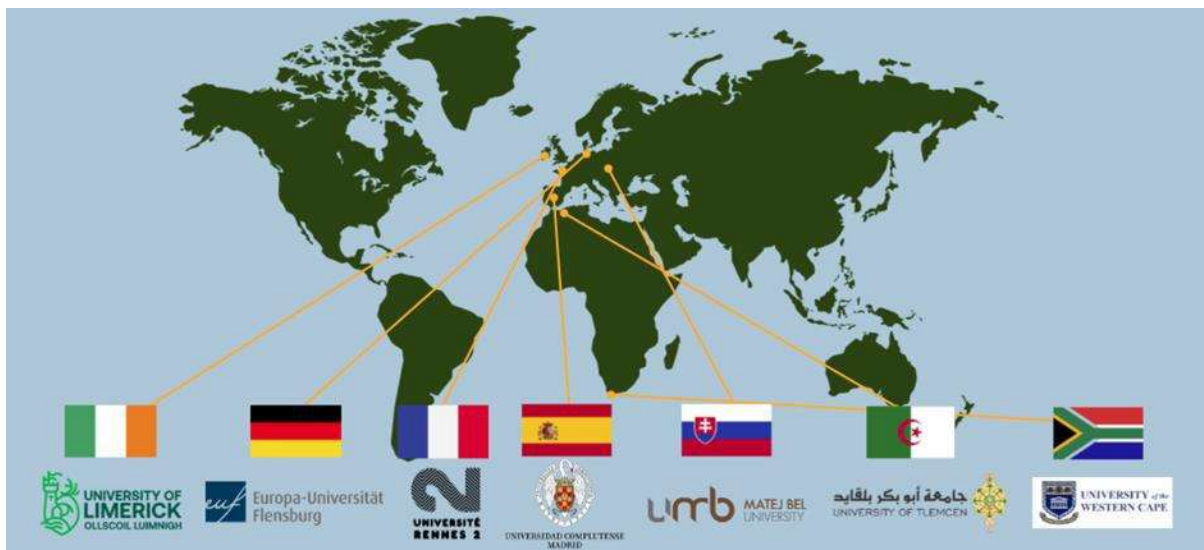 UNIVERSITY OF
LIMERICK
OLLSCOIL LUIMNIGH
euf
Europa-Universität
Flensburg
UNIVERSITÉ
RENNES 2
UNIVERSIDAD COMPLUTENSE
MADRID
umb
MATEJ BEL
UNIVERSITY
جامعة أبو بكر بلقايد
UNIVERSITY OF TLEMCEN
UNIVERSITY of the
WESTERN CAPE